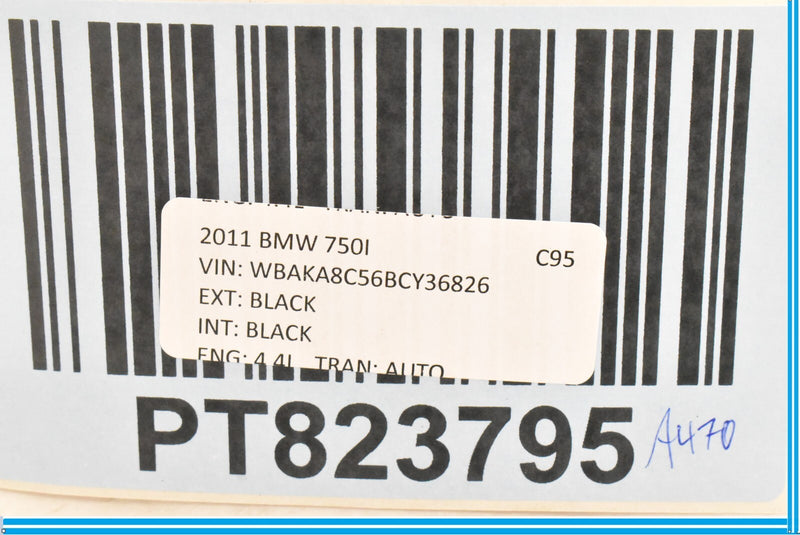 2011 BMW 750I C95
VIN: WBAKA8C56BCY36826
EXT: BLACK
INT: BLACK
ENG: 4.4L TRAN: AUTO
PT823795 A470